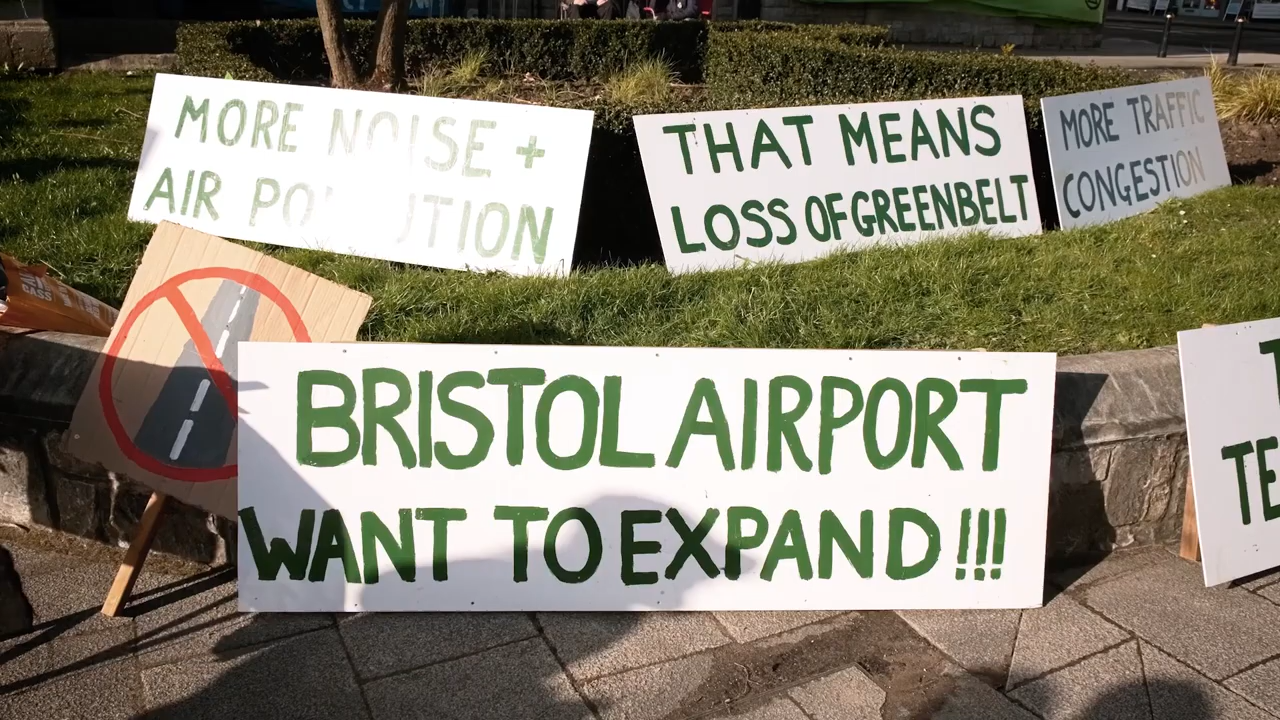 MORE NOISE +
AIR POLLUTION
THAT MEANS
LOSS OF GREENBELT
MORE TRAFFIC
CONGESTION
BRISTOL AIRPORT
WANT TO EXPAND !!!